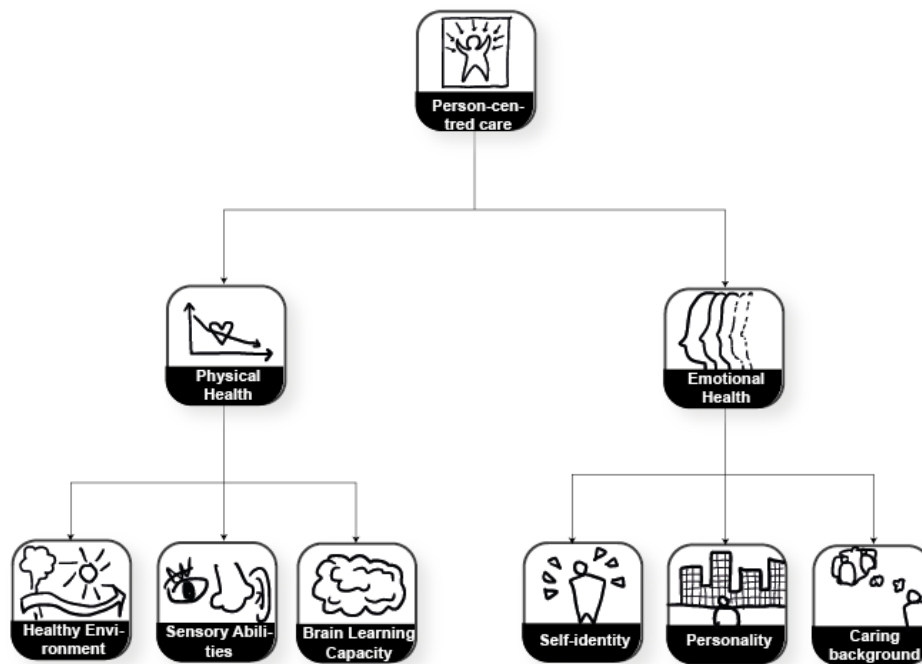 Person-cen-
tred care
Physical
Health
Emotional
Health
Healthy Envi-
ronment
Sensory Abili-
ties
Brain Learning
Capacity
Self-identity
Personality
Caring
background